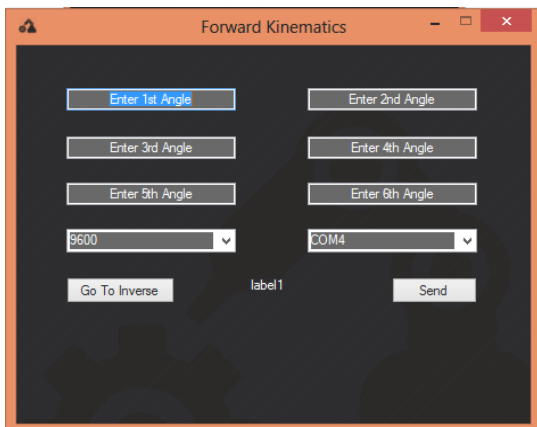 Forward Kinematics
Enter 1st Angle
Enter 2nd Angle
Enter 3rd Angle
Enter 4th Angle
Enter 5th Angle
Enter 6th Angle
9600
COM4
Go To Inverse
label1
Send